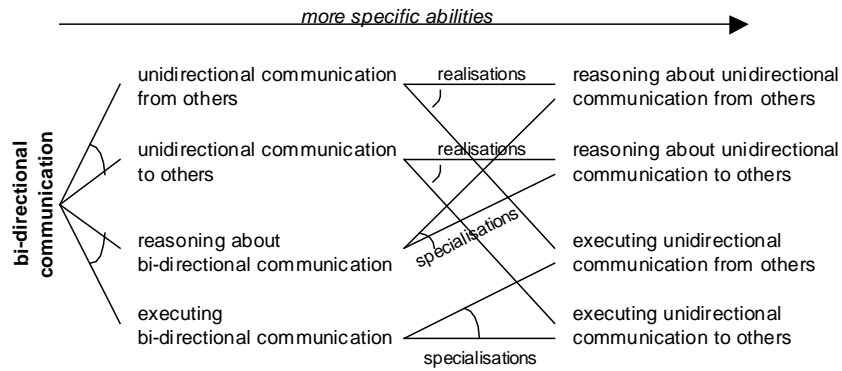 more specific abilities
unidirectional communication
from others
realisations
reasoning about unidirectional
communication from others
bi-directional
communication
unidirectional communication
to others
realisations
reasoning about unidirectional
communication to others
reasoning about
bi-directional communication
specialisations
executing unidirectional
communication from others
executing
bi-directional communication
specialisations
executing unidirectional
communication to others